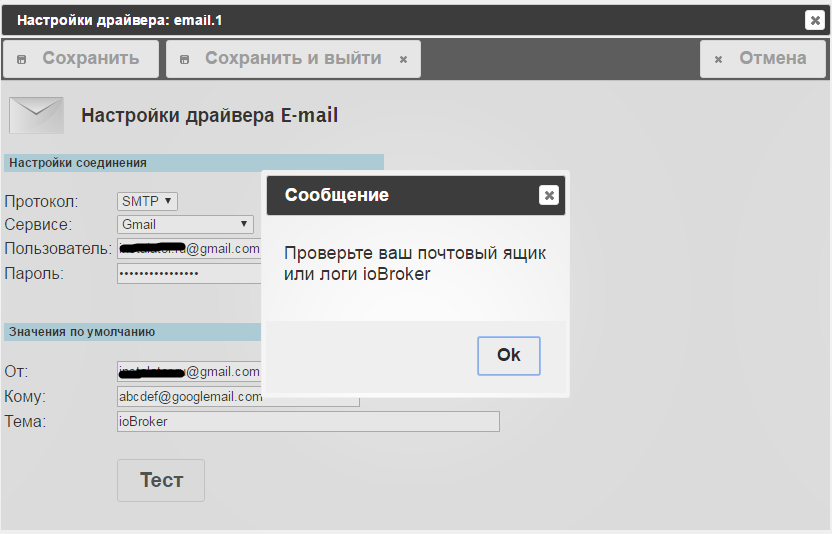 Настройки драйвера: email.1
Сохранить
Сохранить и выйти
Отмена
Настройки драйвера E-mail
Настройки соединения
Протокол: SMTP
Сервисе: Gmail
Пользователь: @gmail.com
Пароль: ••••••••••••••••
Сообщение
Проверьте ваш почтовый ящик
или логи ioBroker
Ok
Значения по умолчанию
От: @gmail.com
Кому: abcdef@googlemail.com
Тема: ioBroker
Тест